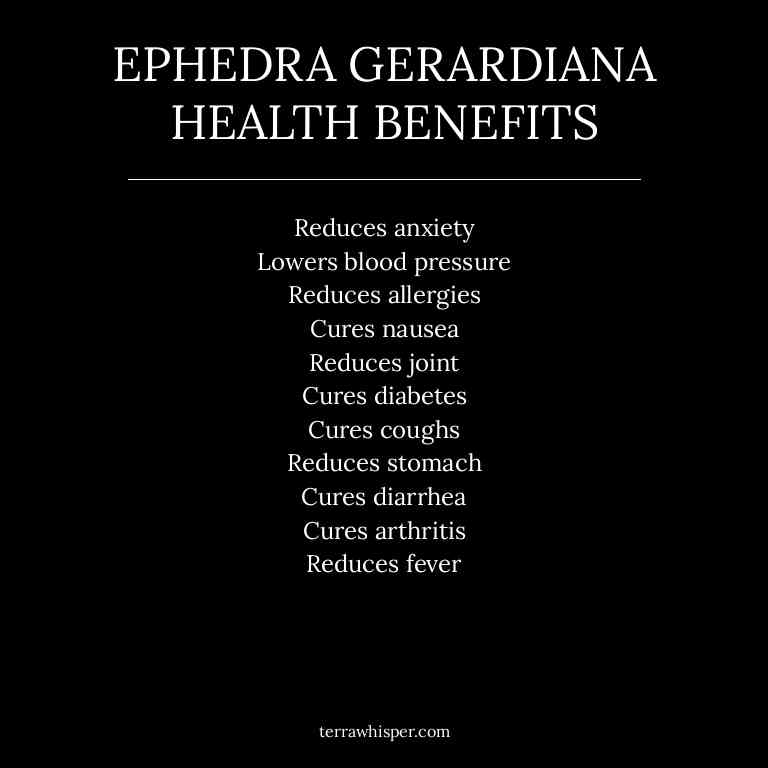 EPHEDRA GERARDIANA
HEALTH BENEFITS
Reduces anxiety
Lowers blood pressure
Reduces allergies
Cures nausea
Reduces joint
Cures diabetes
Cures coughs
Reduces stomach
Cures diarrhea
Cures arthritis
Reduces fever
terrawhisper.com